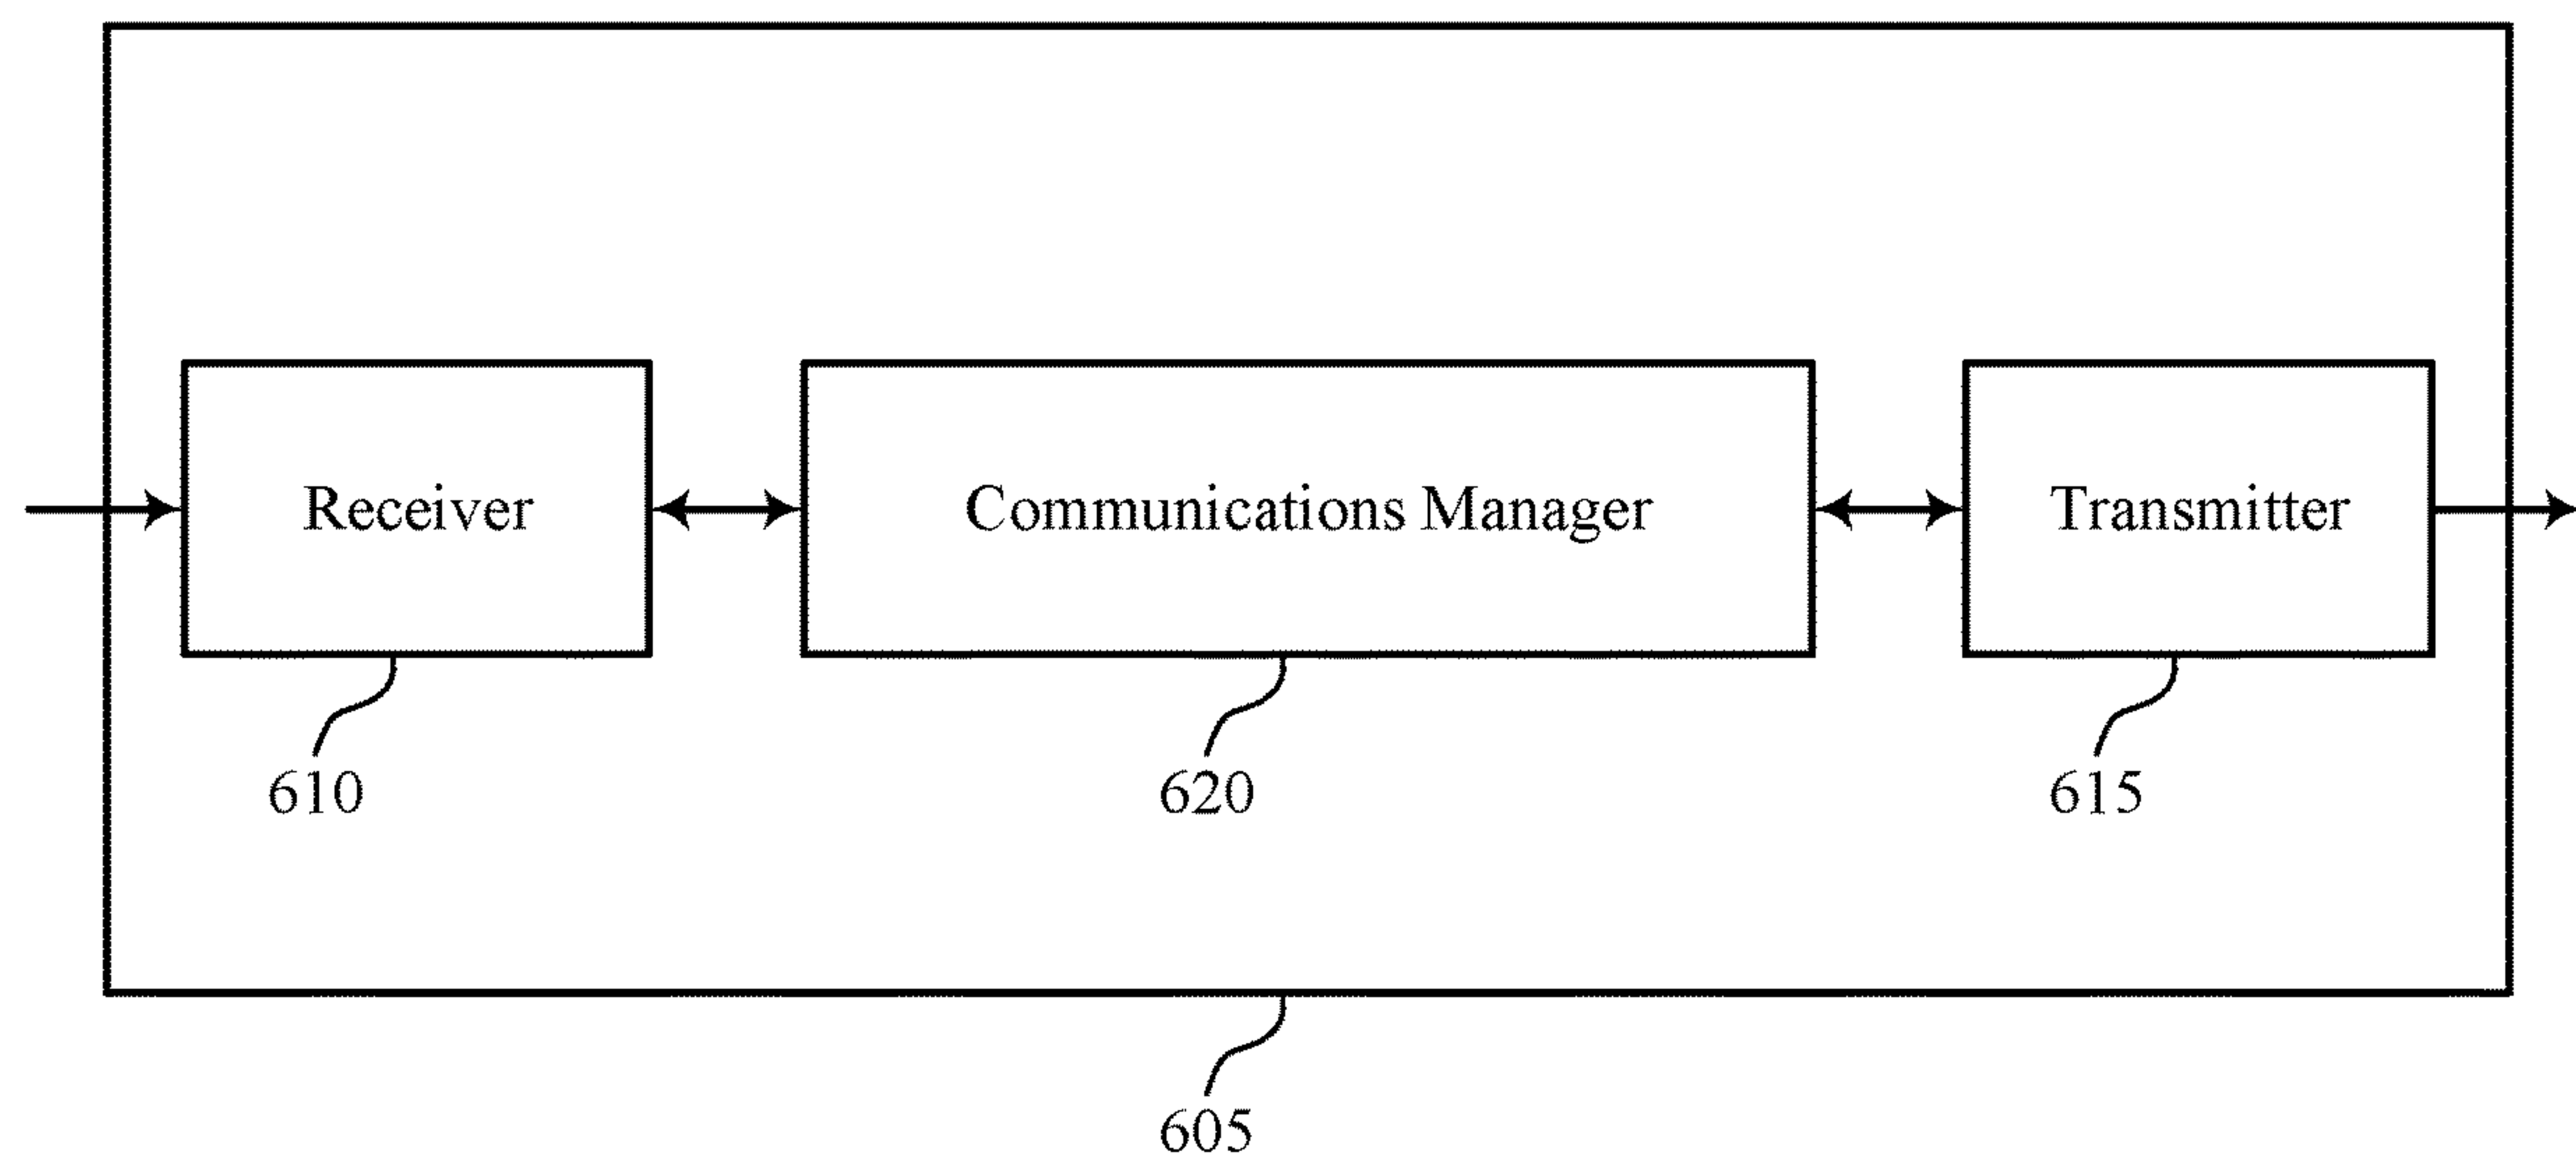 Receiver
Communications Manager
Transmitter
610
620
615
605